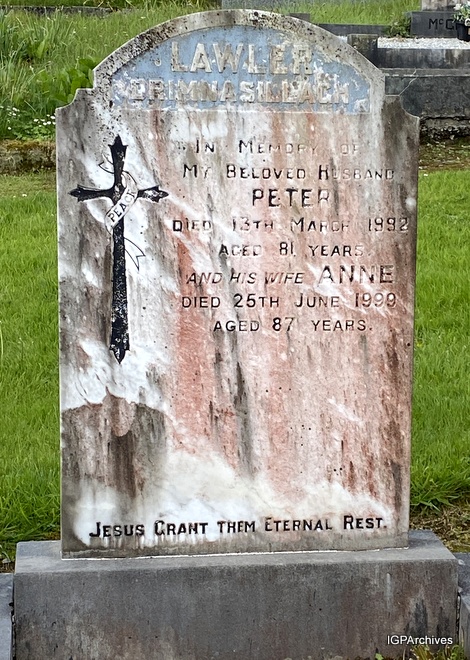 LAWLER
IN MEMORY OF
MY BELOVED HUSBAND
PETER
DIED 13TH MARCH 1992
AGED 81 YEARS.
AND HIS WIFE ANNE
DIED 25TH JUNE 1999
AGED 87 YEARS.
PEACE
JESUS GRANT THEM ETERNAL REST.
IGPArchives